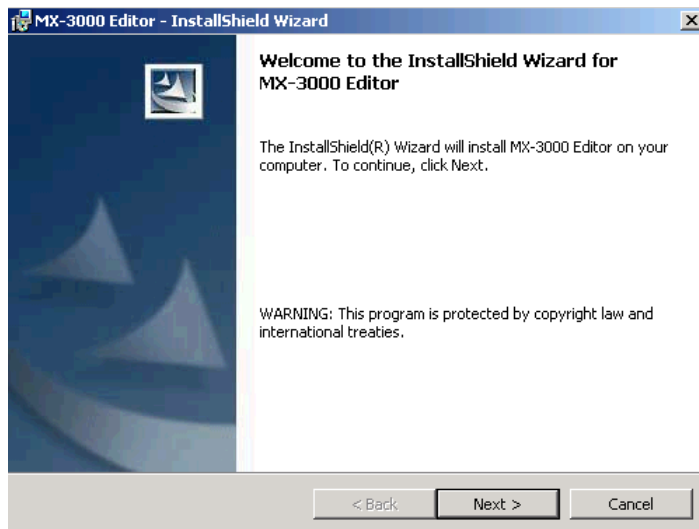 MX-3000 Editor - InstallShield Wizard
Welcome to the InstallShield Wizard for
MX-3000 Editor
The InstallShield(R) Wizard will install MX-3000 Editor on your
computer. To continue, click Next.
WARNING: This program is protected by copyright law and
international treaties.
< Back
Next >
Cancel